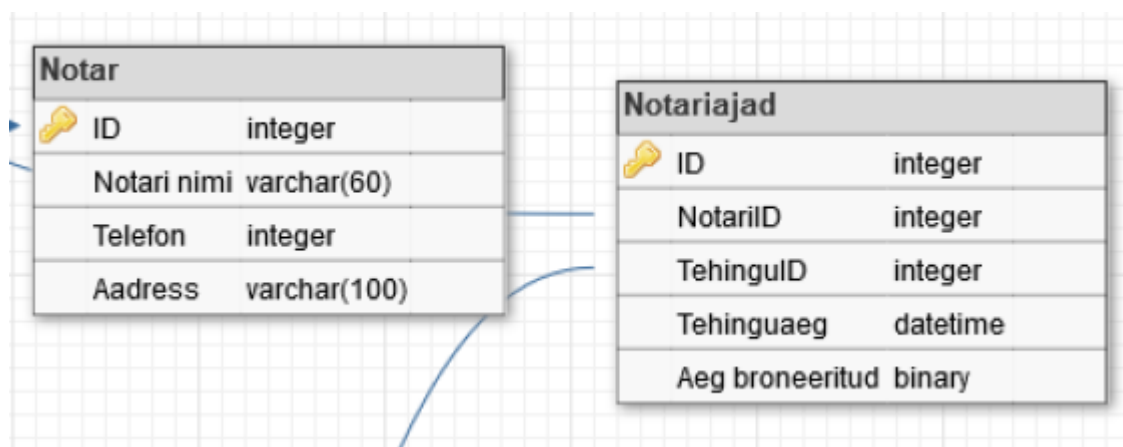 Notar
ID integer
Notari nimi varchar(60)
Telefon integer
Aadress varchar(100)
Notariajad
ID integer
NotariID integer
TehinguID integer
Tehinguaeg datetime
Aeg broneeritud binary